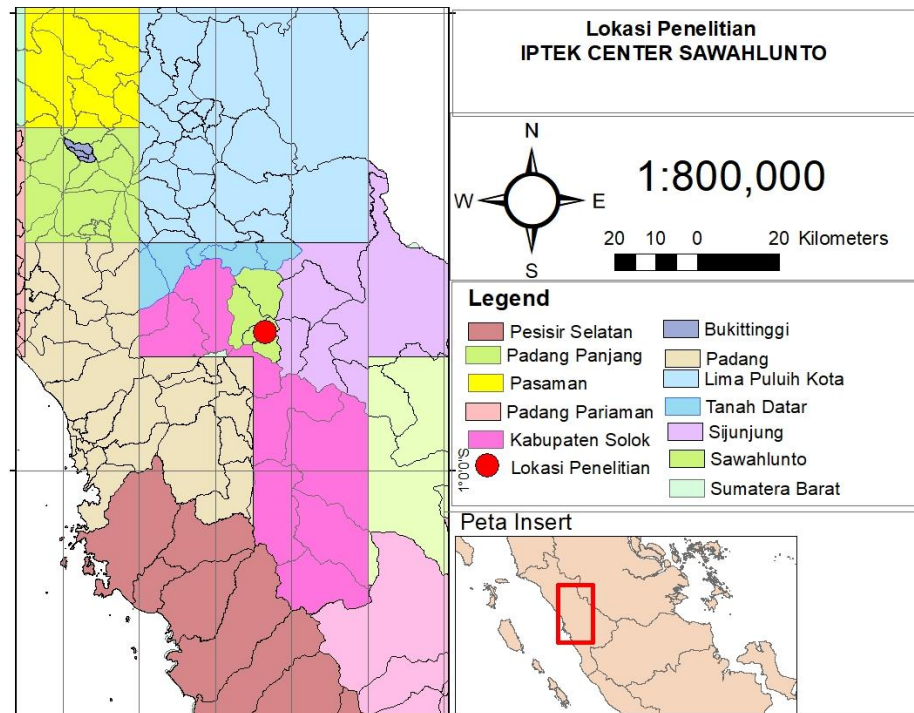 Lokasi Penelitian
IPTEK CENTER SAWAHLUNTO
N
W
E
S
1:800,000
20 10 0 20 Kilometers
Legend
Pesisir Selatan
Padang Panjang
Pasaman
Padang Pariaman
Kabupaten Solok
Lokasi Penelitian
Bukittinggi
Padang
Lima Puluih Kota
Tanah Datar
Sijunjung
Sawahlunto
Sumatera Barat
1°0'0"S
Peta Insert